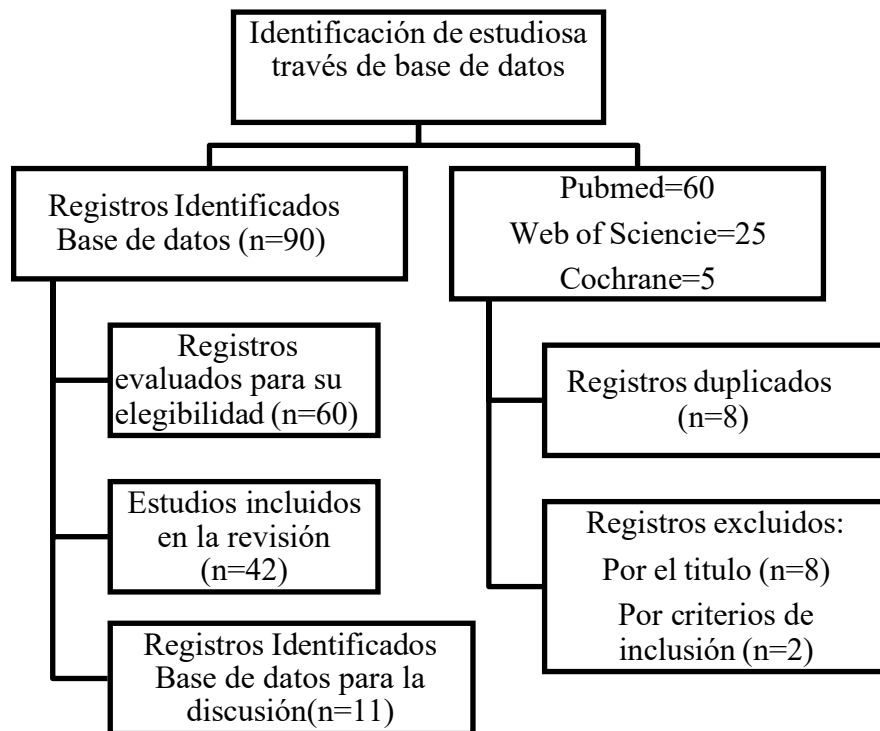 Identificación de estudiosa
través de base de datos
Registros Identificados
Base de datos (n=90)
Pubmed=60
Web of Sciencie=25
Cochrane=5
Registros
evaluados para su
elegibilidad (n=60)
Registros duplicados
(n=8)
Estudios incluidos
en la revisión
(n=42)
Registros excluidos:
Por el titulo (n=8)
Por criterios de
inclusión (n=2)
Registros Identificados
Base de datos para la
discusión(n=11)